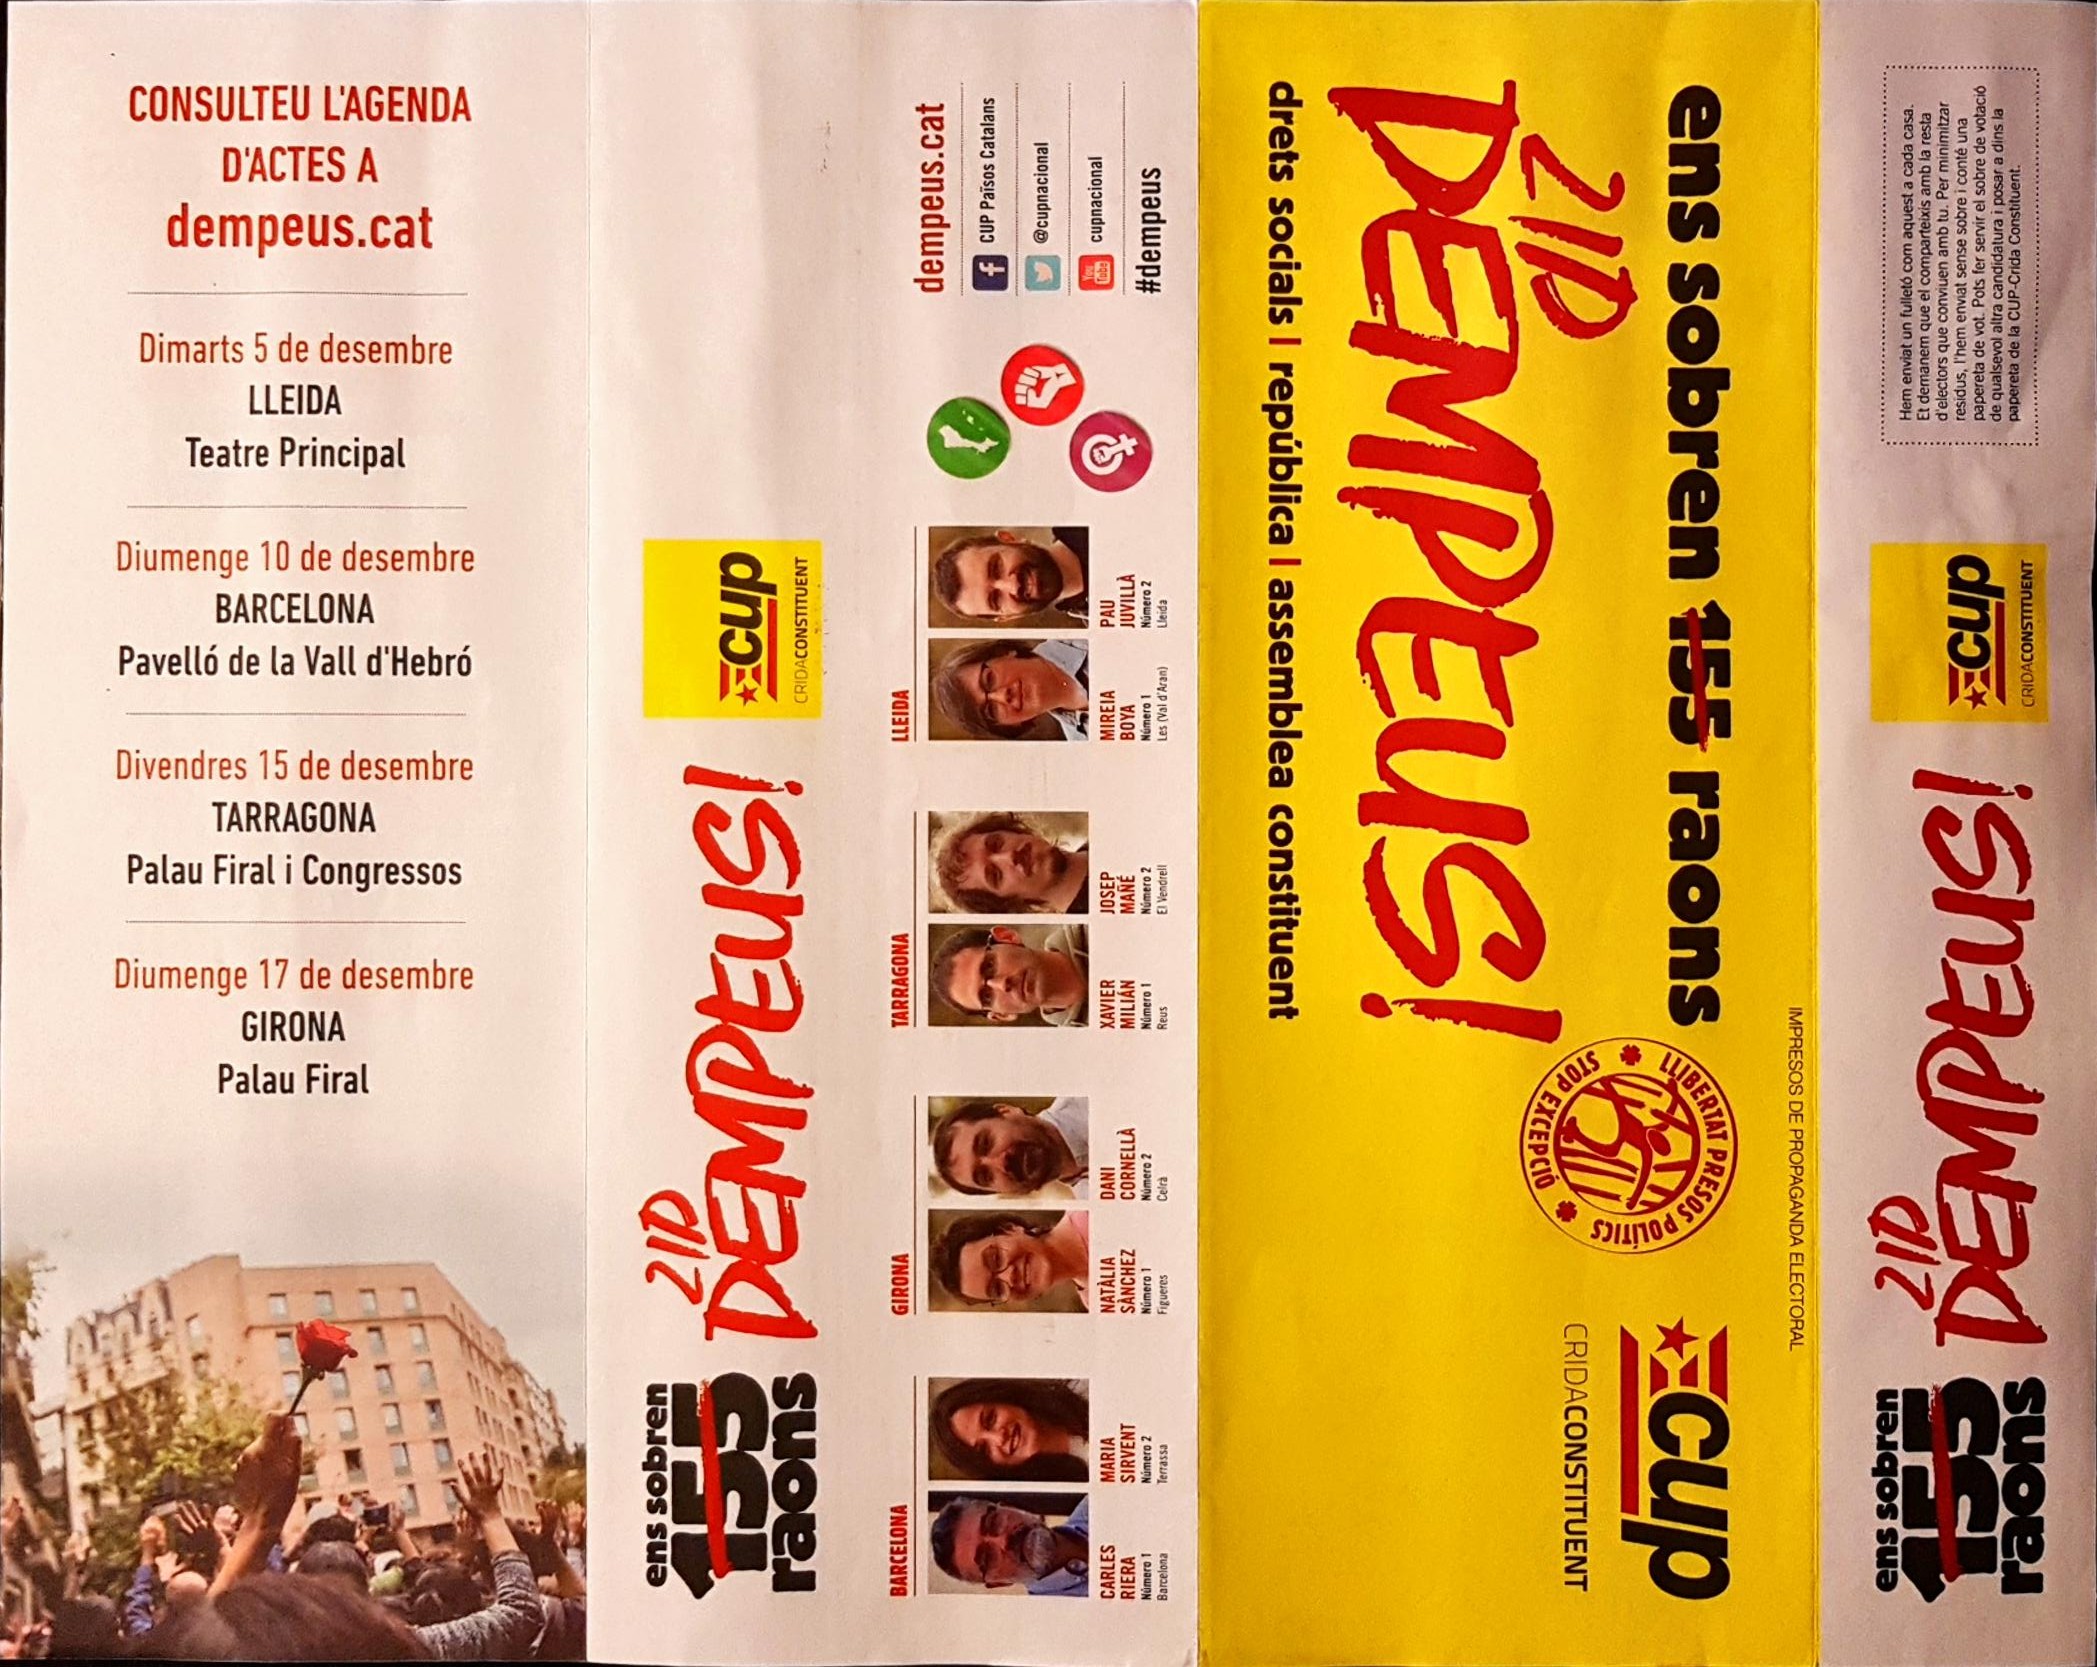 CONSULTEU L'AGENDA
D'ACTES A
dempeus.cat
Dimarts 5 de desembre
LLEIDA
Teatre Principal
Diumenge 10 de desembre
BARCELONA
Pavelló de la Vall d'Hebró
Divendres 15 de desembre
TARRAGONA
Palau Firal i Congressos
Diumenge 17 de desembre
GIRONA
Palau Firal
ens sobren
155
raons
21D
DEMPEUS!
cup
CRIDACONSTITUENT
BARCELONA
CARLES
RIERA
Número 1
Barcelona
MARIA
SIRVENT
Número 2
Terrassa
GIRONA
NATÀLIA
SÀNCHEZ
Número 1
Figueres
DANI
CORNELLÀ
Número 2
Celrà
TARRAGONA
XAVIER
MILIÁN
Número 1
Reus
JOSEP
MAÑÉ
Número 2
El Vendrell
LLEIDA
MIREIA
BOYA
Número 1
Les (Val d'Aran)
PAU
JUVILLÀ
Número 2
Lleida
dempeus.cat
f CUP Països Catalans
@cupnacional
You Tube cupnacional
#dempeus
ens sobren 155 raons
21D
DEMPEUS!
drets socials | república | assemblea constituent
LLIBERTAT PRESOS POLÍTICS
STOP EXCEPCIÓ
cup
CRIDACONSTITUENT
IMPRESOS DE PROPAGANDA ELECTORAL
ens sobren
155
raons
21D
DEMPEUS!
cup
CRIDACONSTITUENT
Hem enviat un fulletó com aquest a cada casa.
Et demanem que el comparteixis amb la resta
d'electors que conviuen amb tu. Per minimitzar
residus, l'hem enviat sense sobre i conté una
papereta de vot. Pots fer servir el sobre de votació
de qualsevol altra candidatura i posar a dins la
papereta de la CUP-Crida Constituent.